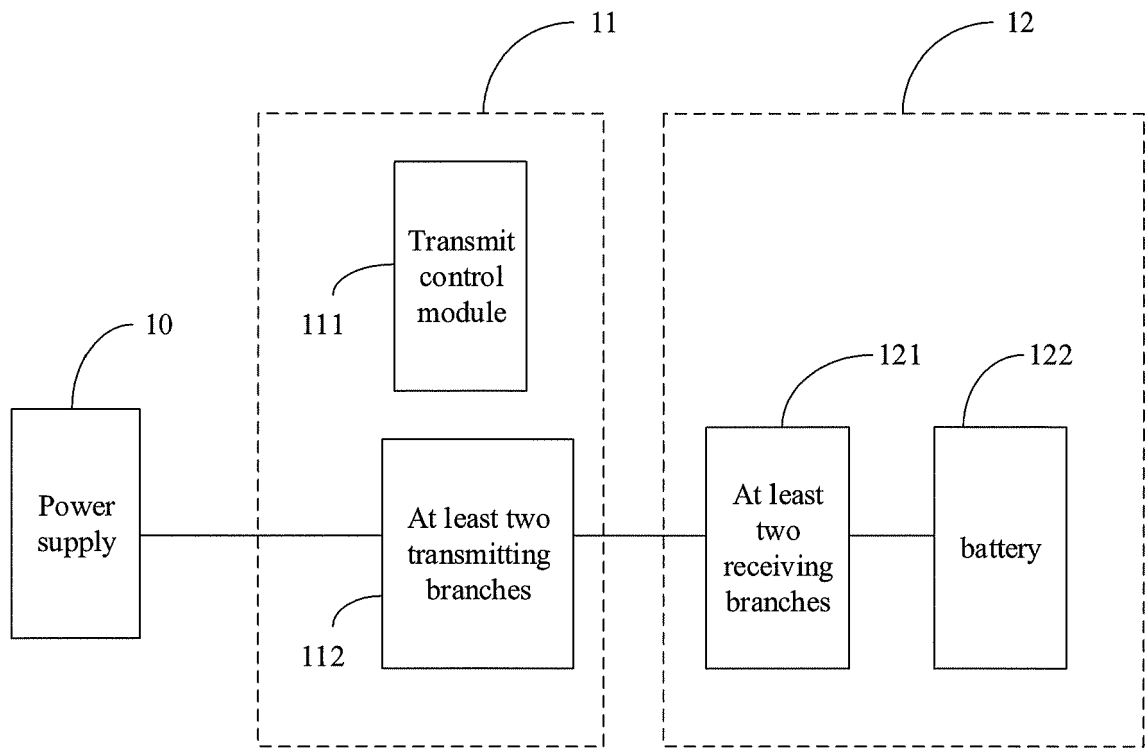 11
12
Transmit
control
module
111
10
121
122
Power
supply
At least two
transmitting
branches
112
At least
two
receiving
branches
battery